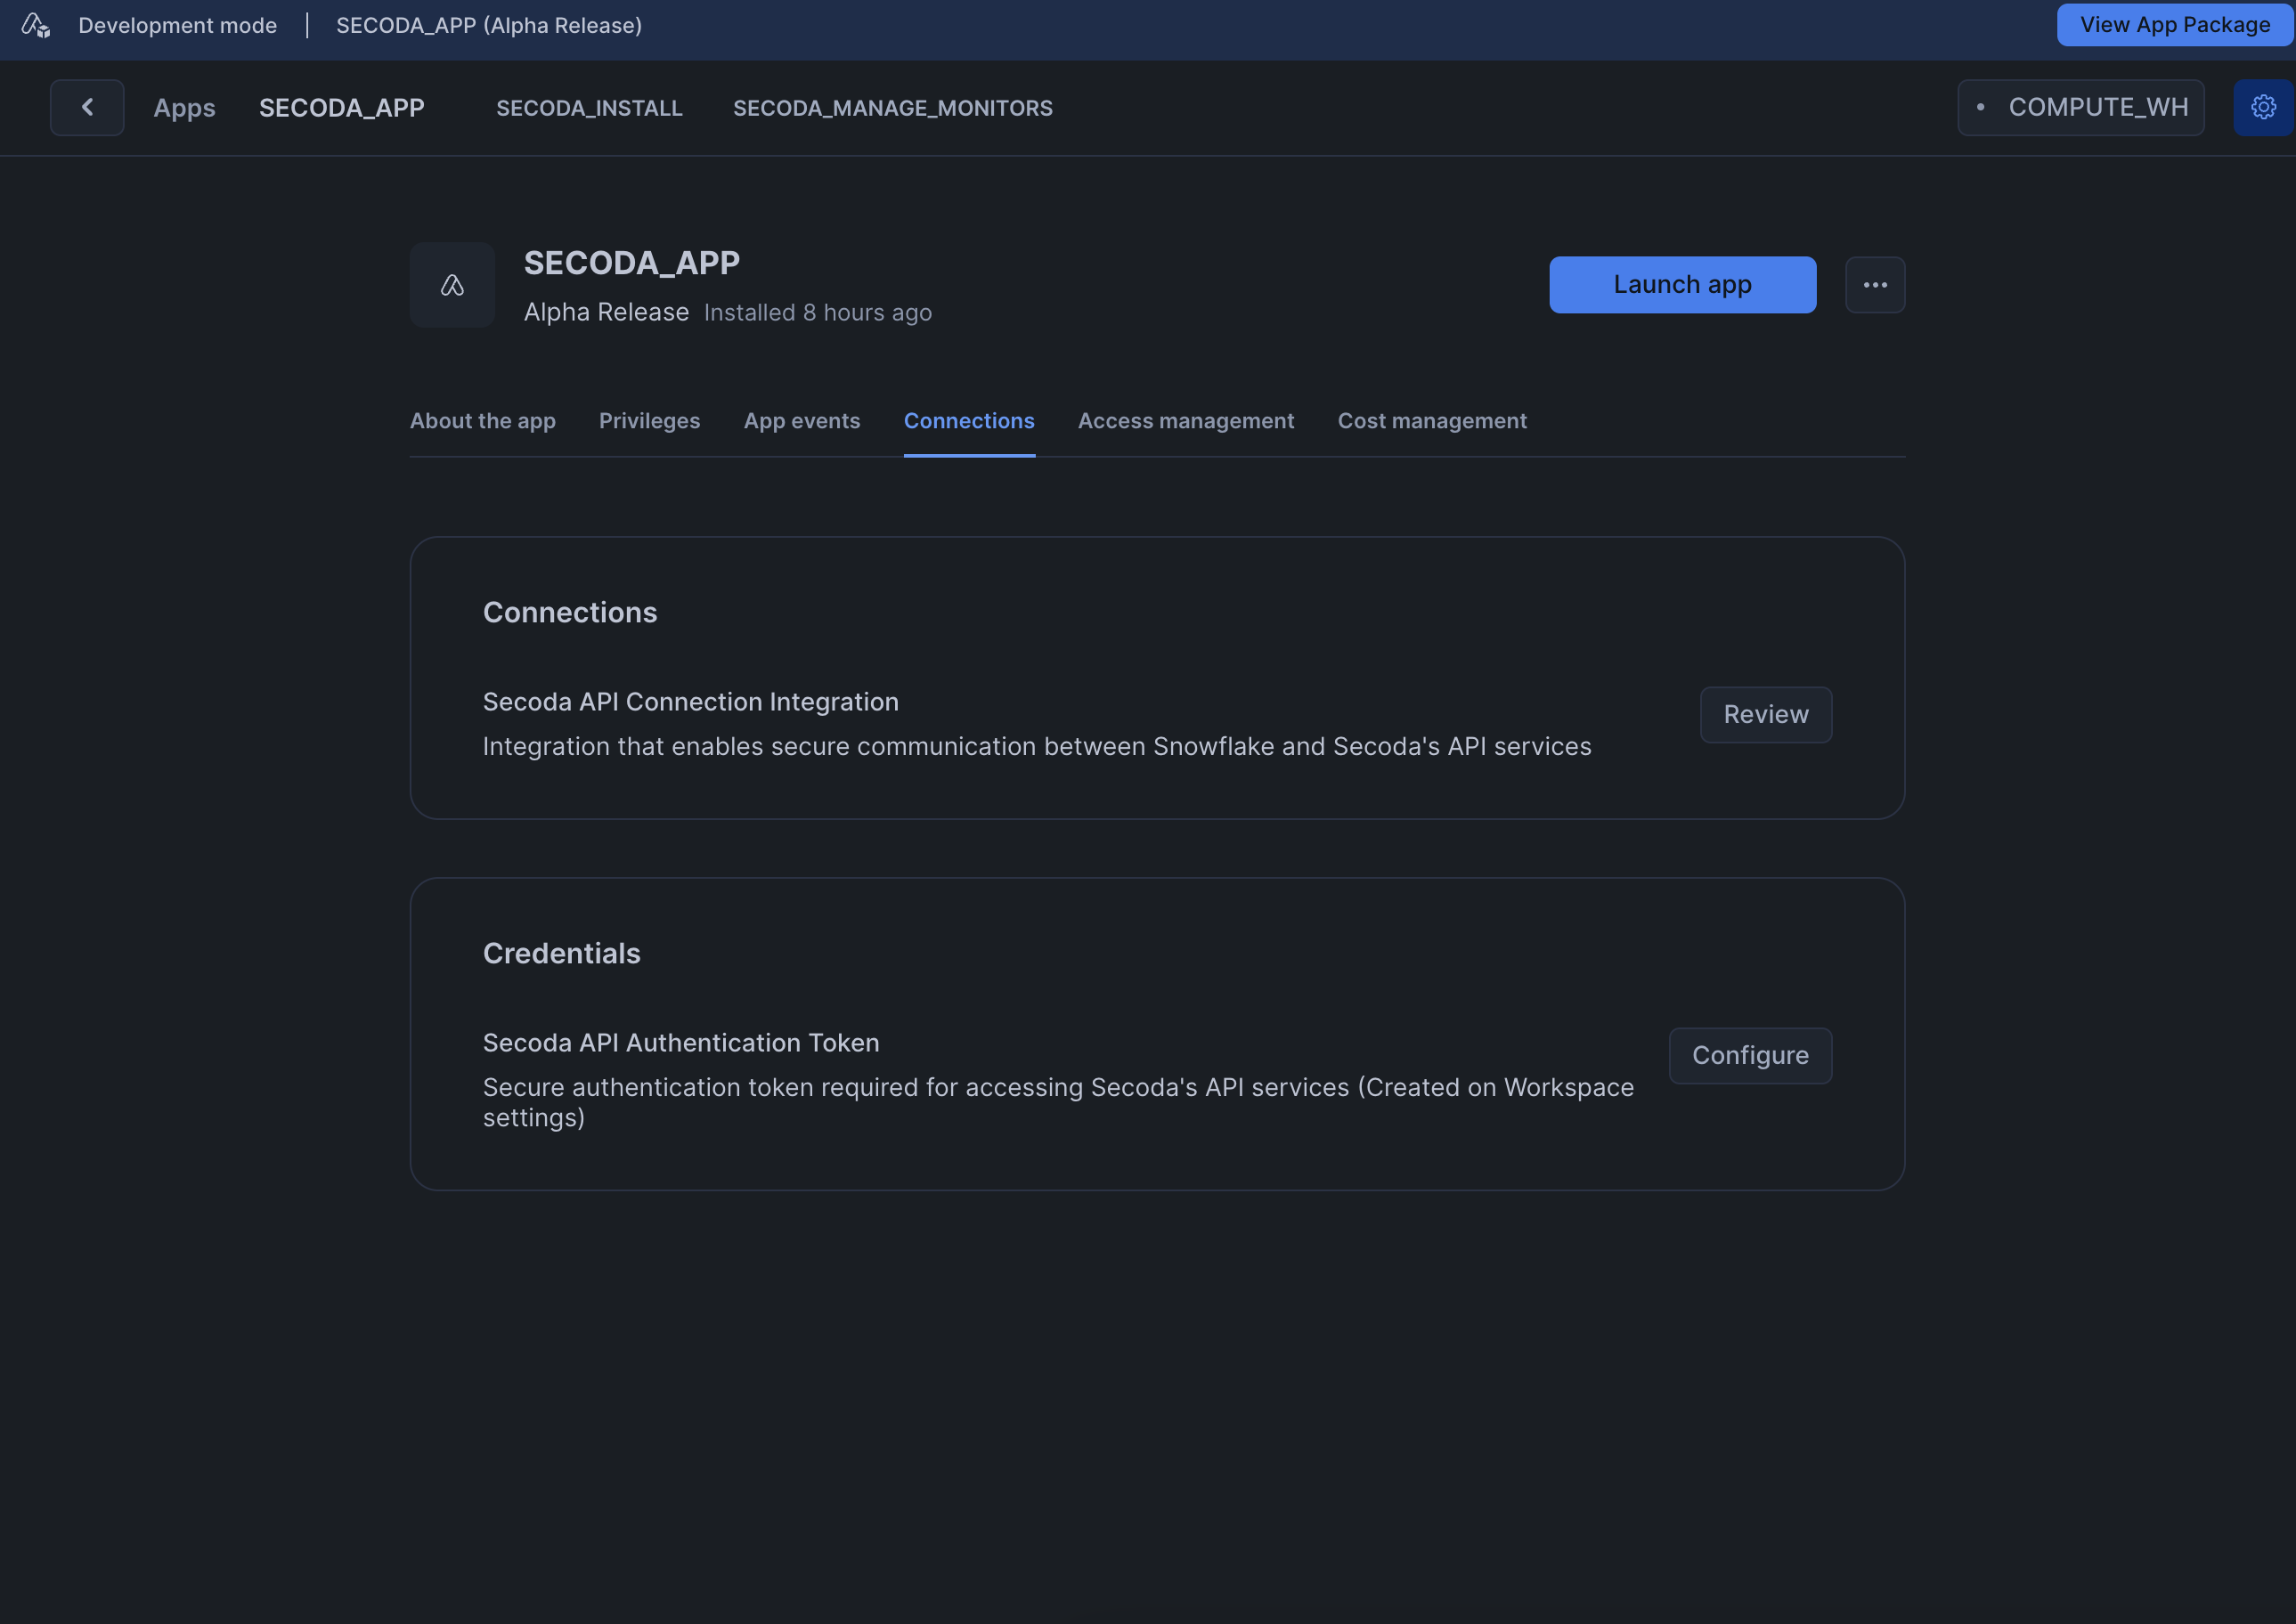 Development mode | SECODA_APP (Alpha Release)
View App Package
Apps SECODA_APP SECODA_INSTALL SECODA_MANAGE_MONITORS
COMPUTE_WH
SECODA_APP
Alpha Release Installed 8 hours ago
Launch app
About the app Privileges App events Connections Access management Cost management
Connections
Secoda API Connection Integration
Integration that enables secure communication between Snowflake and Secoda's API services
Review
Credentials
Secoda API Authentication Token
Secure authentication token required for accessing Secoda's API services (Created on Workspace
settings)
Configure